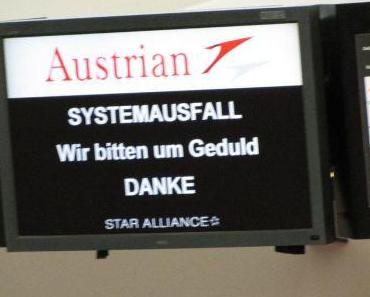 Austrian
SYSTEMAUSFALL
Wir bitten um Geduld
DANKE
STAR ALLIANCE